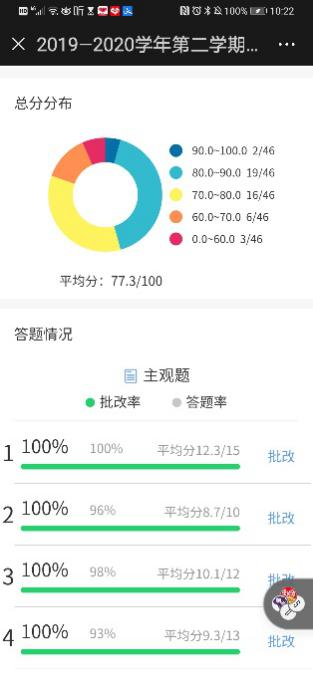 HD 100% 10:22
× 2019—2020学年第二学期... ...
总分分布
90.0~100.0 2/46
80.0~90.0 19/46
70.0~80.0 16/46
60.0~70.0 6/46
0.0~60.0 3/46
平均分：77.3/100
答题情况
主观题
批改率 答题率
1 100% 100% 平均分12.3/15 批改
2 100% 96% 平均分8.7/10 批改
3 100% 98% 平均分10.1/12 批改
4 100% 93% 平均分9.3/13 批改